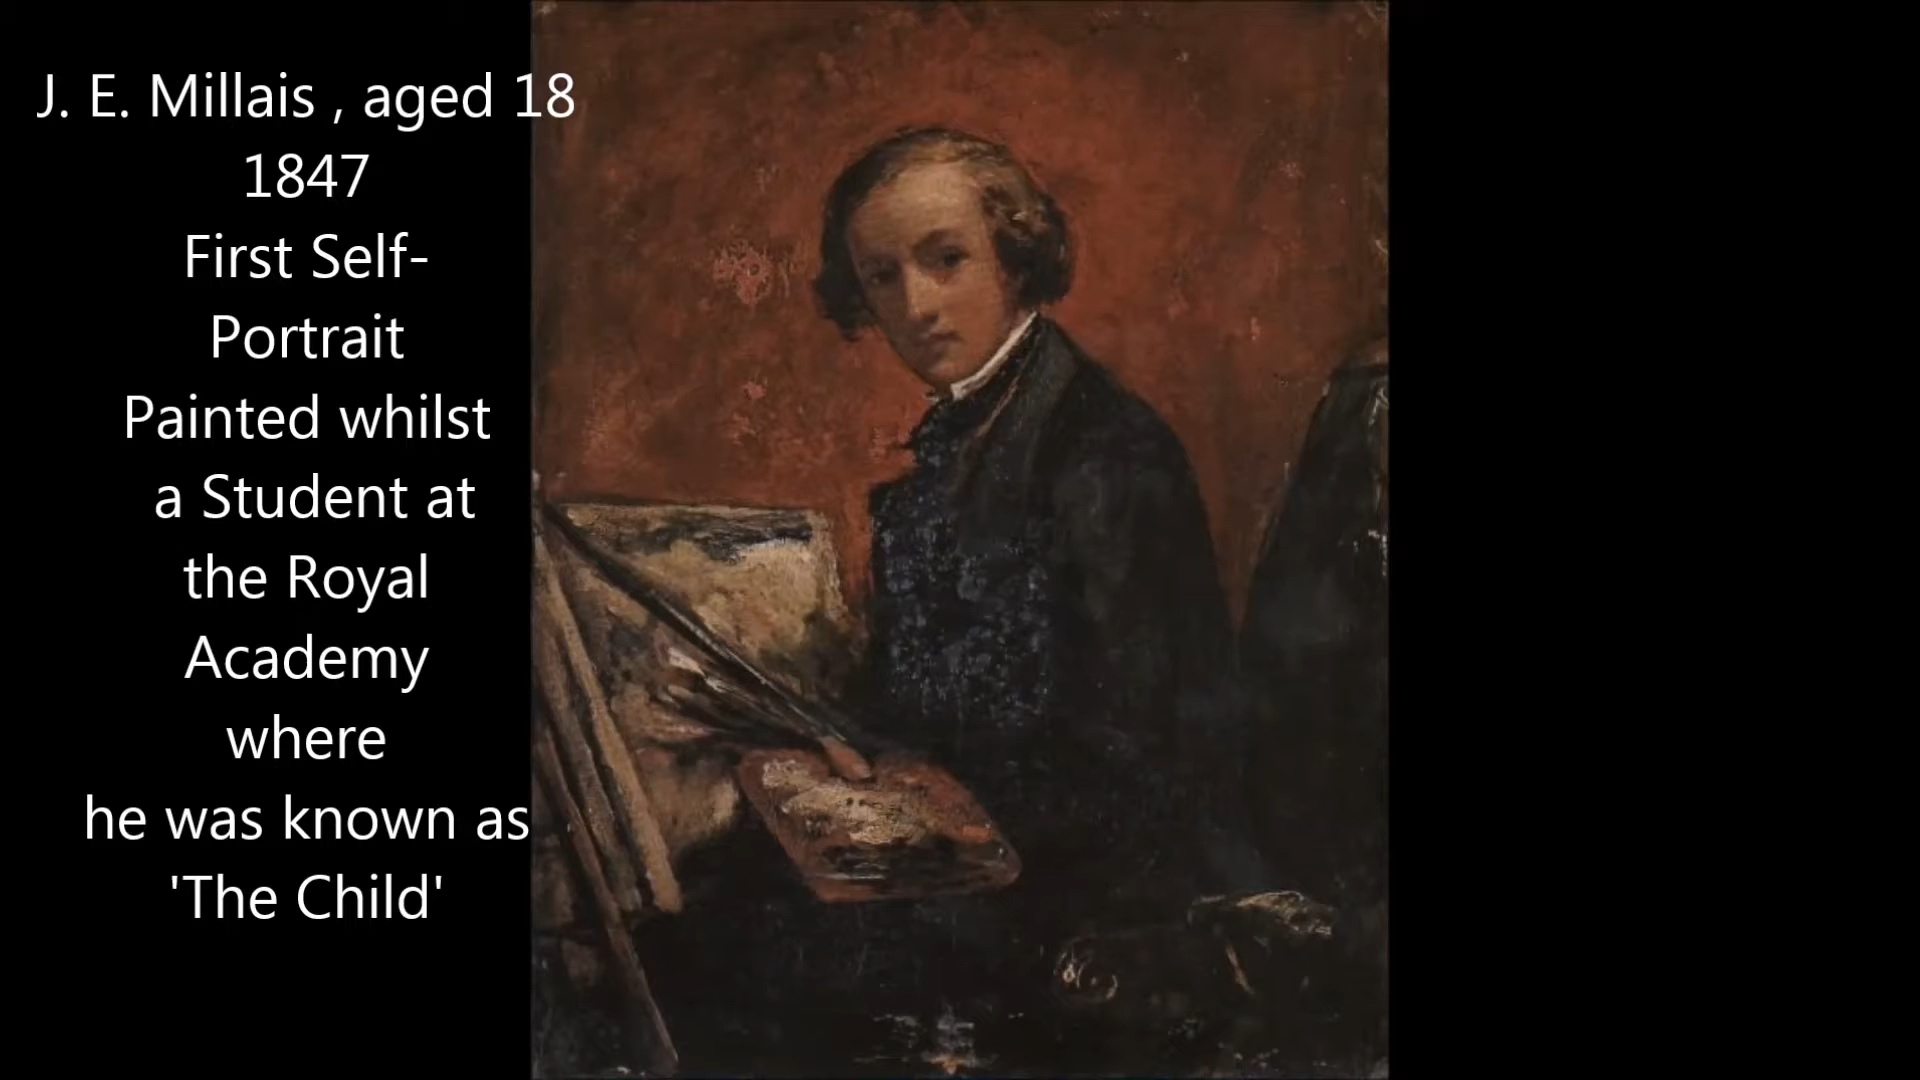 J. E. Millais , aged 18
1847
First Self-
Portrait
Painted whilst
a Student at
the Royal
Academy
where
he was known as
'The Child'